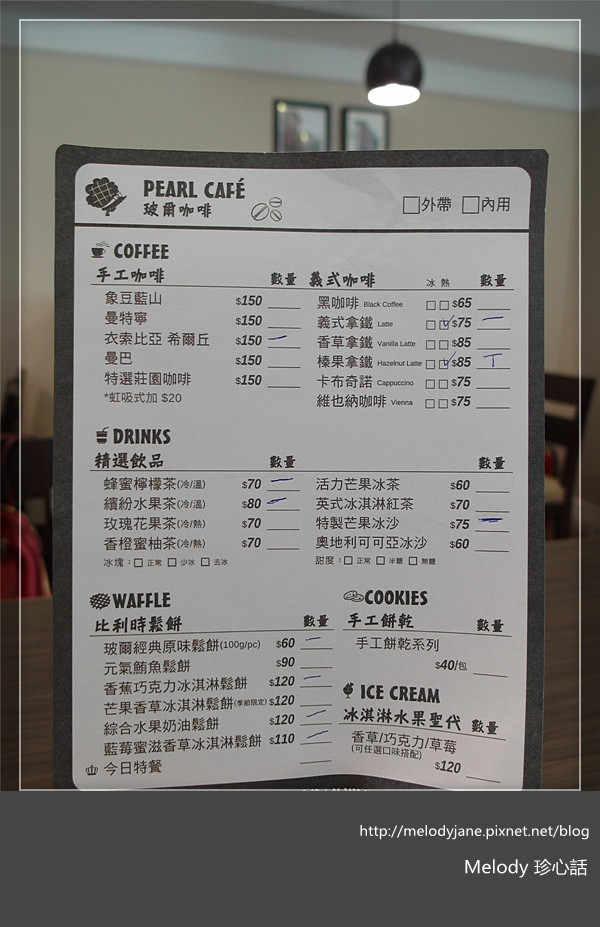 PEARL CAFÉ
玻爾咖啡
外帶 內用
COFFEE
手工咖啡 數量
象豆藍山 $150
曼特寧 $150
衣索比亞 希爾丘 $150
曼巴 $150
特選莊園咖啡 $150
*虹吸式加 $20
義式咖啡 冰 熱 數量
黑咖啡 Black Coffee $65
義式拿鐵 Latte $75
香草拿鐵 Vanilla Latte $85
榛果拿鐵 Hazelnut Latte $85
卡布奇諾 Cappuccino $75
維也納咖啡 Vienna $75
DRINKS
精選飲品 數量 數量
蜂蜜檸檬茶(冷/溫) $70
繽紛水果茶(冷/溫) $80
玫瑰花果茶(冷/熱) $70
香橙蜜柚茶(冷/熱) $70
冰塊: 正常 少冰 去冰
活力芒果冰茶 $60
英式冰淇淋紅茶 $70
特製芒果冰沙 $75
奧地利可可亞冰沙 $60
甜度: 正常 半糖 無糖
WAFFLE
比利時鬆餅 數量
玻爾經典原味鬆餅(100g/pc) $60
元氣鮪魚鬆餅 $90
香蕉巧克力冰淇淋鬆餅 $120
芒果香草冰淇淋鬆餅(季節限定) $120
綜合水果奶油鬆餅 $120
藍莓蜜滋香草冰淇淋鬆餅 $110
今日特餐
COOKIES
手工餅乾 數量
手工餅乾系列
$40/包
ICE CREAM
冰淇淋水果聖代 數量
香草/巧克力/草莓
(可任選口味搭配)
$120
http://melodyjane.pixnet.net/blog
Melody 珍心話